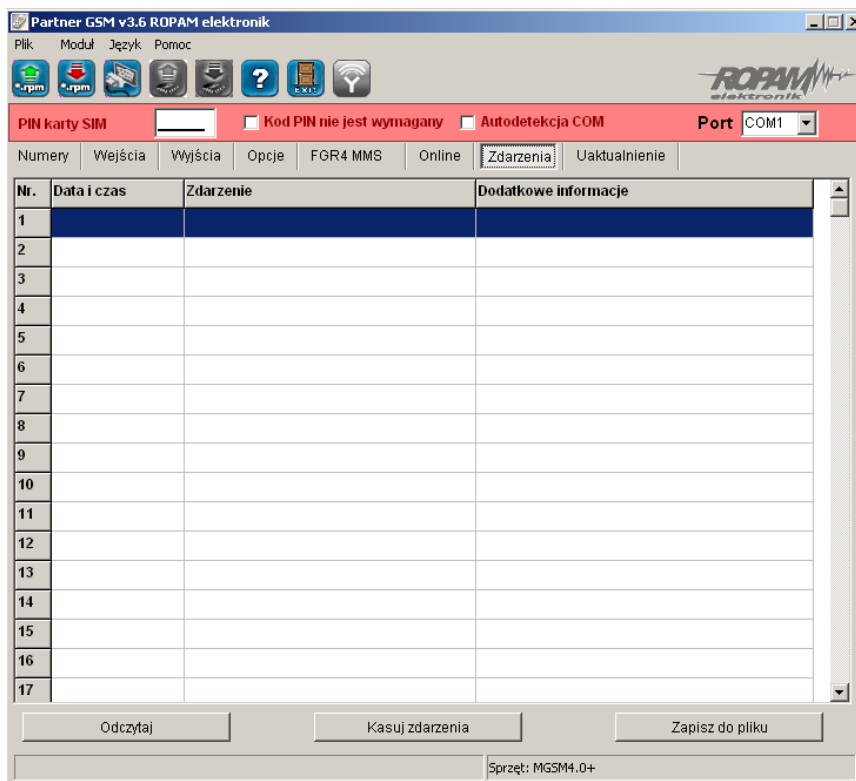 Partner GSM v3.6 ROPAM elektronik
Plik Moduł Język Pomoc
*.rpm *.rpm ? EXIT ROPAM
elektronik
PIN karty SIM Kod PIN nie jest wymagany Autodetekcja COM Port COM1
Numery Wejścia Wyjścia Opcje FGR4 MMS Online Zdarzenia Uaktualnienie
Nr. Data i czas Zdarzenie Dodatkowe informacje
1
2
3
4
5
6
7
8
9
10
11
12
13
14
15
16
17
Odczytaj Kasuj zdarzenia Zapisz do pliku
Sprzęt: MGSM4.0+